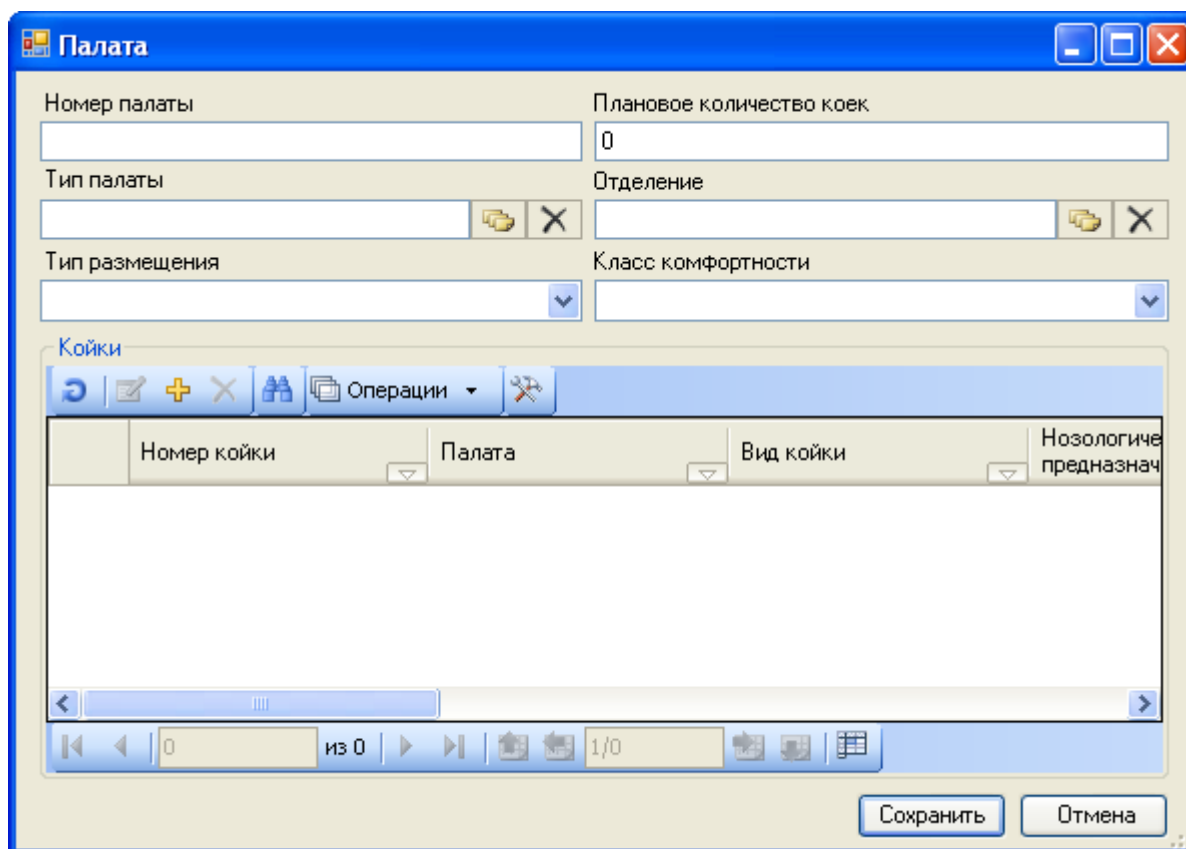 Палата
Номер палаты
Плановое количество коек
0
Тип палаты
Отделение
Тип размещения
Класс комфортности
Койки
Операции
Номер койки
Палата
Вид койки
Нозологиче
предназнач
0
из 0
1/0
Сохранить
Отмена